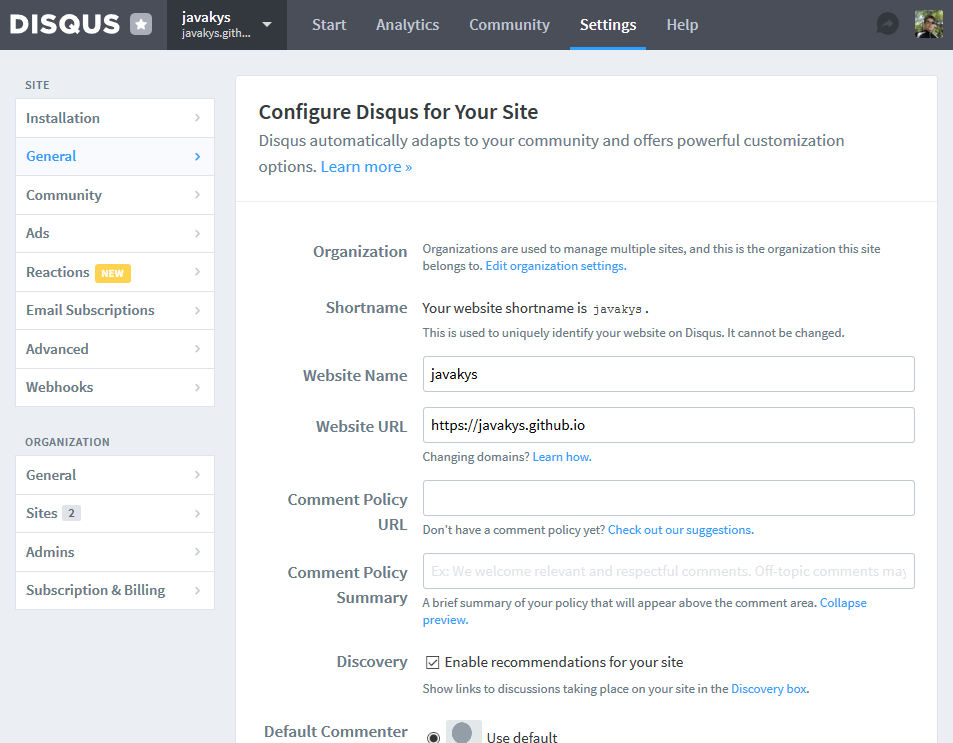 DISQUS
javakys
javakys.gith...
Start
Analytics
Community
Settings
Help
SITE
Installation
General
Community
Ads
Reactions NEW
Email Subscriptions
Advanced
Webhooks
ORGANIZATION
General
Sites 2
Admins
Subscription & Billing
Configure Disqus for Your Site
Disqus automatically adapts to your community and offers powerful customization
options. Learn more »
Organization
Organizations are used to manage multiple sites, and this is the organization this site
belongs to. Edit organization settings.
Shortname
Your website shortname is javakys.
This is used to uniquely identify your website on Disqus. It cannot be changed.
Website Name
javakys
Website URL
https://javakys.github.io
Changing domains? Learn how.
Comment Policy
URL
Don't have a comment policy yet? Check out our suggestions.
Comment Policy
Summary
Ex: We welcome relevant and respectful comments. Off-topic comments may
A brief summary of your policy that will appear above the comment area. Collapse
preview.
Discovery
Enable recommendations for your site
Show links to discussions taking place on your site in the Discovery box.
Default Commenter
Use default